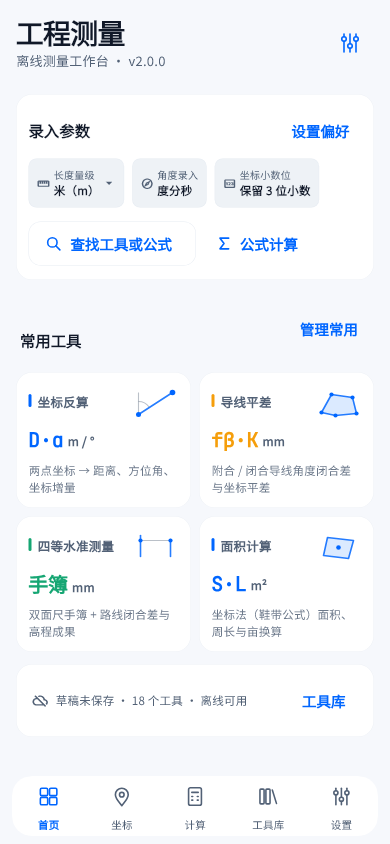 工程测量
离线测量工作台 • v2.0.0
录入参数
设置偏好
长度量级
米（m）
角度录入
度分秒
坐标小数位
保留 3 位小数
查找工具或公式
Σ 公式计算
常用工具
管理常用
坐标反算
D·α m / °
两点坐标 → 距离、方位角、
坐标增量
导线平差
fβ·K mm
附合 / 闭合导线角度闭合差
与坐标平差
四等水准测量
手簿 mm
双面尺手簿 + 路线闭合差与
高程成果
面积计算
S·L m²
坐标法（鞋带公式）面积、
周长与亩换算
草稿未保存 • 18 个工具 • 离线可用
工具库
首页
坐标
计算
工具库
设置